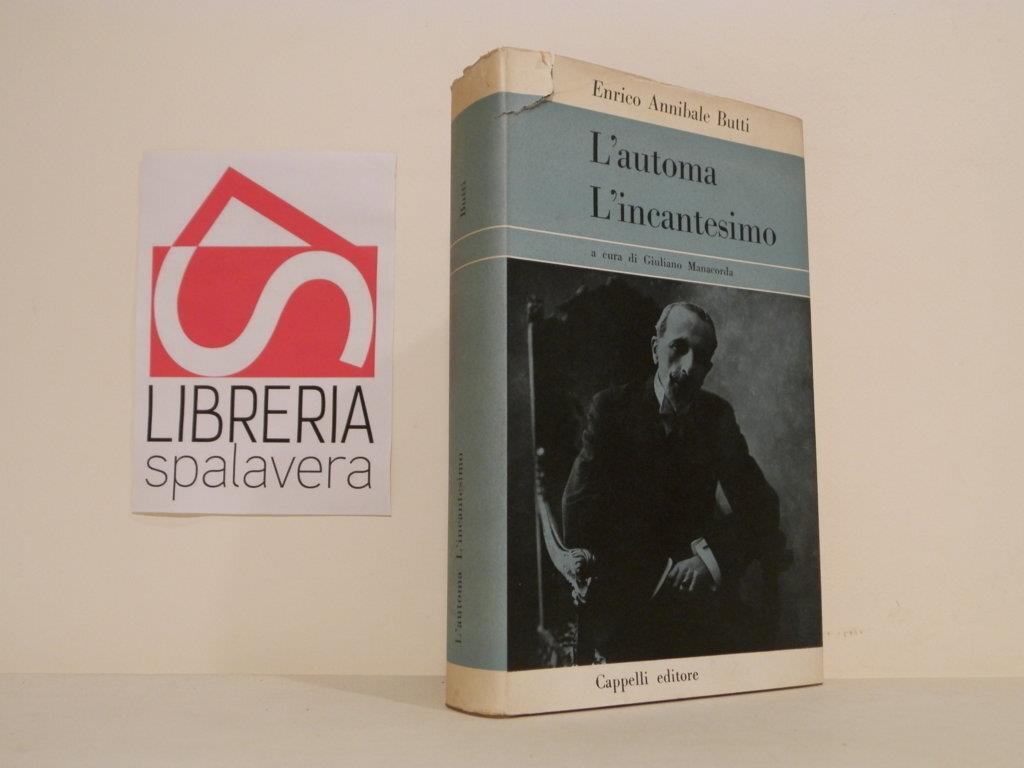 LIBRERIA
spalavera
Butti
L'automa L'incantesimo
Enrico Annibale Butti
L'automa
L'incantesimo
a cura di Giuliano Manacorda
Cappelli editore